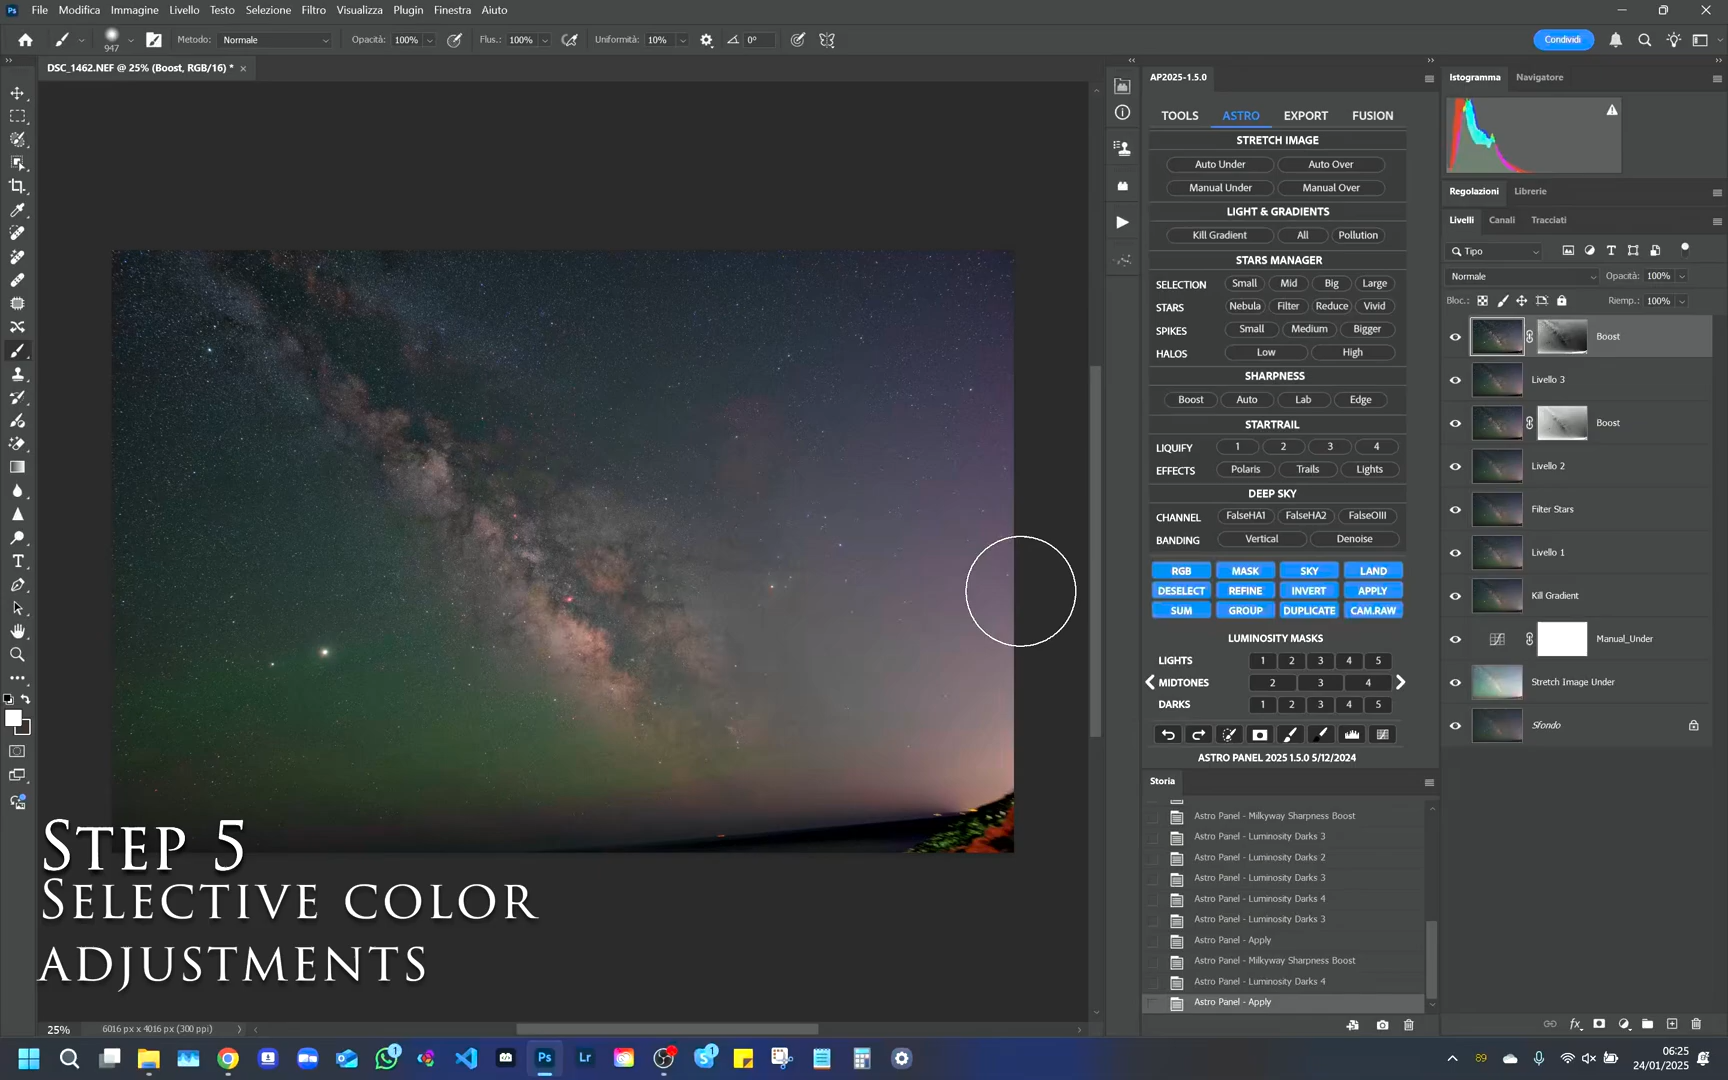 Ps File Modifica Immagine Livello Testo Selezione Filtro Visualizza Plugin Finestra Aiuto
947 Metodo: Normale Opacità: 100% Flus.: 100% Uniformità: 10% 0° Condividi
DSC_1462.NEF @ 25% (Boost, RGB/16) *
AP2025-1.5.0
TOOLS ASTRO EXPORT FUSION
STRETCH IMAGE
Auto Under Auto Over
Manual Under Manual Over
LIGHT & GRADIENTS
Kill Gradient All Pollution
STARS MANAGER
SELECTION Small Mid Big Large
STARS Nebula Filter Reduce Vivid
SPIKES Small Medium Bigger
HALOS Low High
SHARPNESS
Boost Auto Lab Edge
STARTRAIL
LIQUIFY 1 2 3 4
EFFECTS Polaris Trails Lights
DEEP SKY
CHANNEL FalseHA1 FalseHA2 FalseOIII
BANDING Vertical Denoise
RGB MASK SKY LAND
DESELECT REFINE INVERT APPLY
SUM GROUP DUPLICATE CAM.RAW
LUMINOSITY MASKS
LIGHTS 1 2 3 4 5
MIDTONES 2 3 4
DARKS 1 2 3 4 5
ASTRO PANEL 2025 1.5.0 5/12/2024
Storia
Astro Panel - Milkyway Sharpness Boost
Astro Panel - Luminosity Darks 3
Astro Panel - Luminosity Darks 2
Astro Panel - Luminosity Darks 3
Astro Panel - Luminosity Darks 4
Astro Panel - Luminosity Darks 3
Astro Panel - Apply
Astro Panel - Milkyway Sharpness Boost
Astro Panel - Luminosity Darks 4
Astro Panel - Apply
Istogramma Navigatore
Regolazioni Librerie
Livelli Canali Tracciati
Tipo
Normale Opacità: 100%
Bloc.: Riemp.: 100%
Boost
Livello 3
Boost
Livello 2
Filter Stars
Livello 1
Kill Gradient
Manual_Under
Stretch Image Under
Sfondo
STEP 5
SELECTIVE COLOR
ADJUSTMENTS
25% 6016 px x 4016 px (300 ppi)
1 Ps Lr 1 89 06:25
24/01/2025